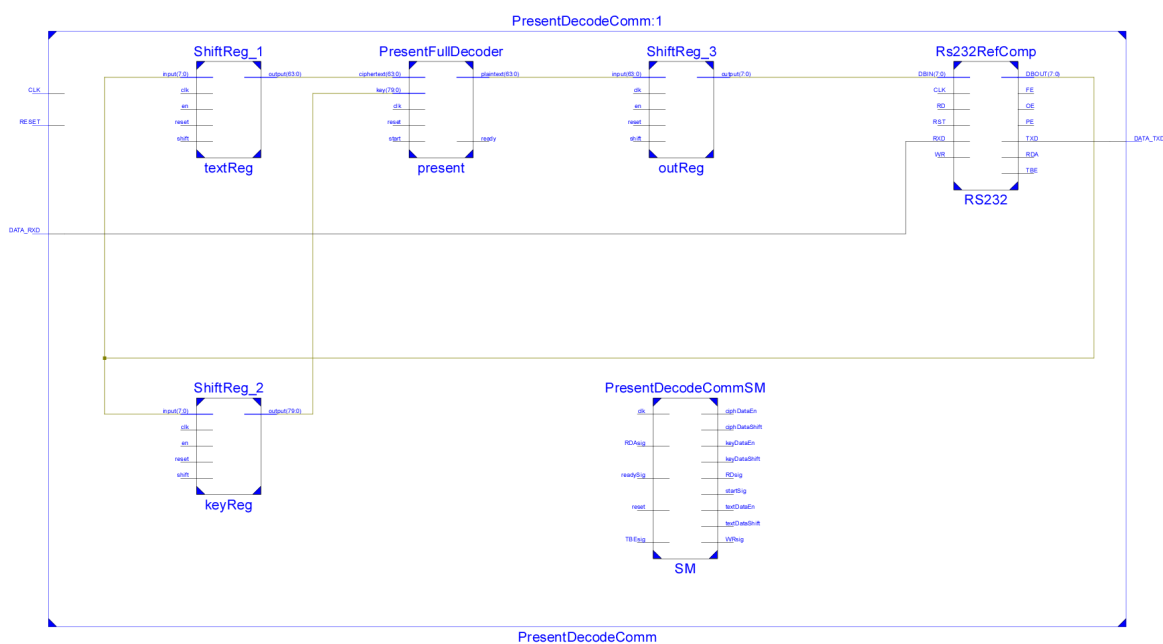 PresentDecodeComm:1
ShiftReg_1
input(7:0)
output(63:0)
clk
en
reset
shift
textReg
PresentFullDecoder
ciphertext(63:0)
plaintext(63:0)
key(79:0)
clk
reset
start
ready
present
ShiftReg_3
input(63:0)
output(7:0)
clk
en
reset
shift
outReg
Rs232RefComp
DBIN(7:0)
DBOUT(7:0)
CLK
FE
RD
OE
RST
PE
RXD
TXD
WR
RDA
TBE
RS232
CLK
RESET
DATA_TXD
DATA_RXD
ShiftReg_2
input(7:0)
output(79:0)
clk
en
reset
shift
keyReg
PresentDecodeCommSM
clk
ciphDataEn
ciphDataShift
RDAsig
keyDataEn
keyDataShift
readySig
RDsig
startSig
reset
textDataEn
textDataShift
TBEsig
WRsig
SM
PresentDecodeComm